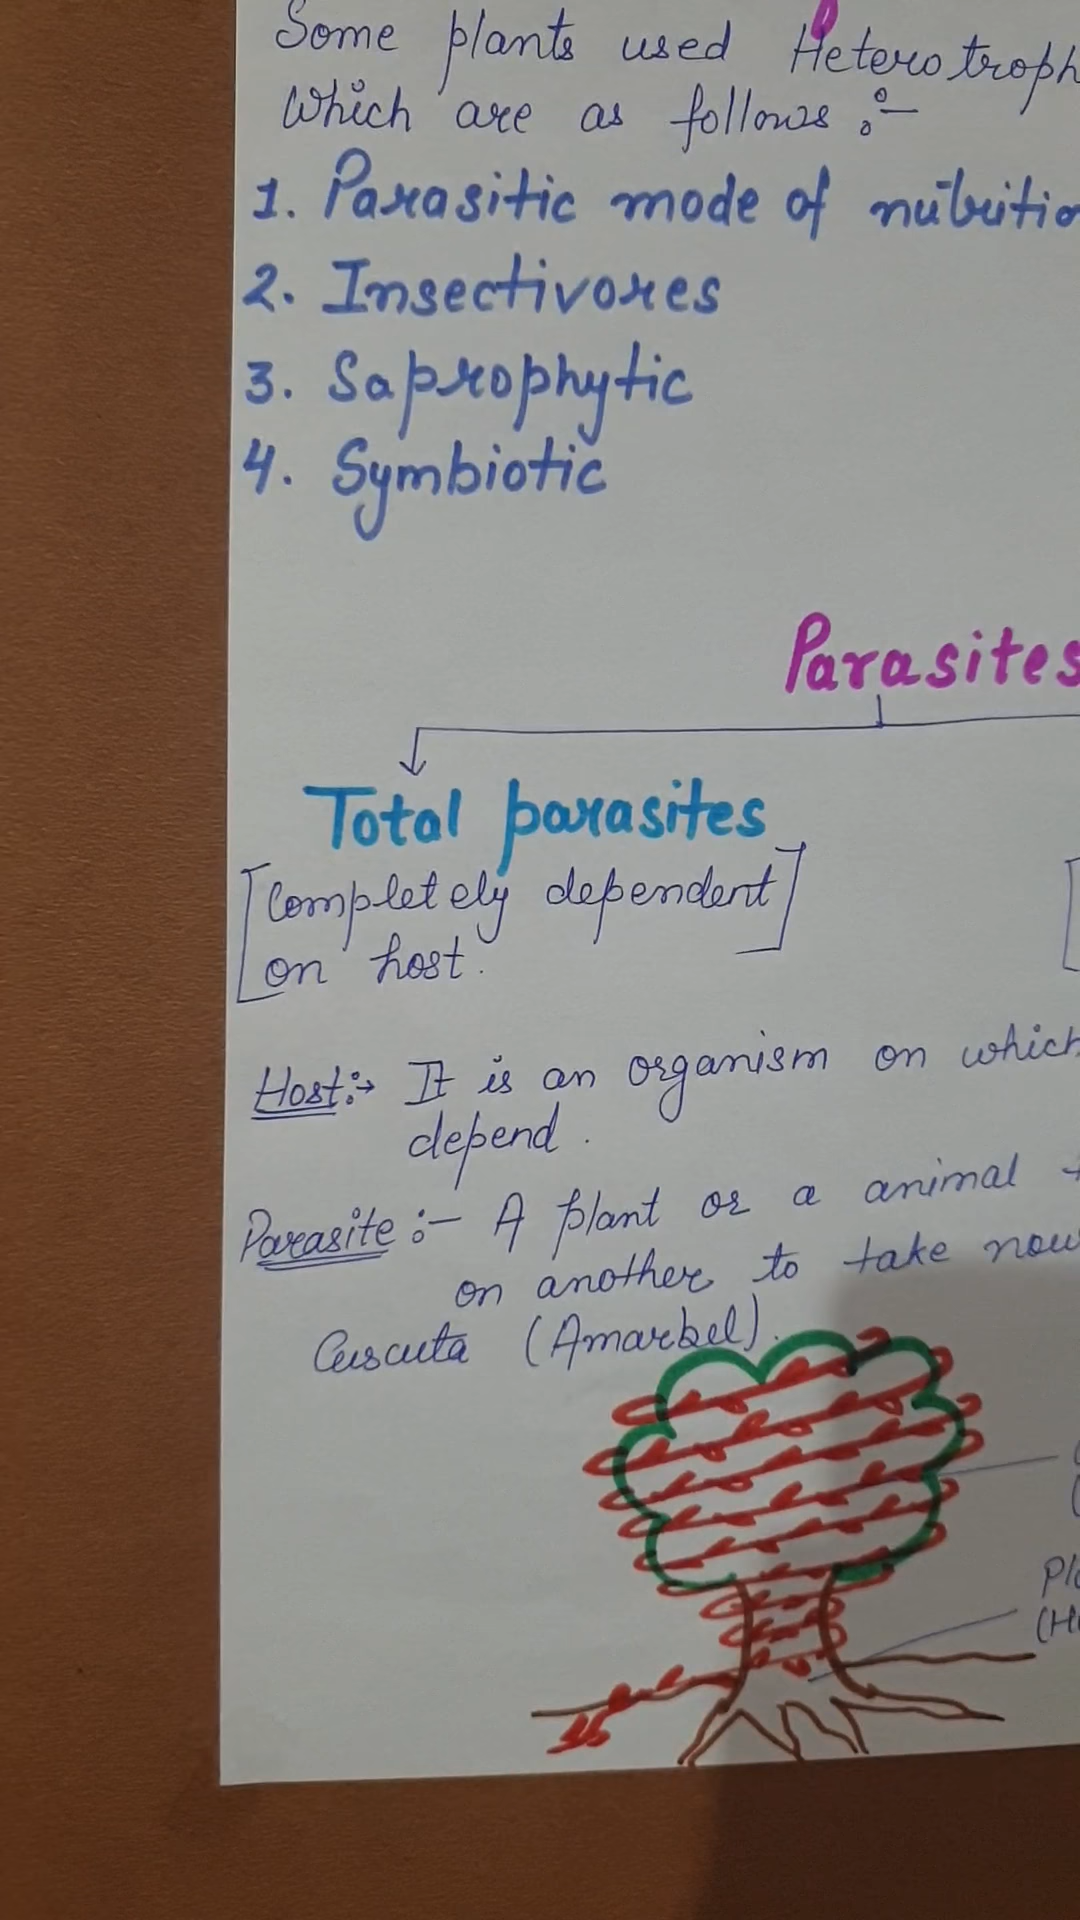 Some plants used Heterotroph
Which are as follows :-
1. Parasitic mode of nutritio
2. Insectivores
3. Saprophytic
4. Symbiotic
Parasites
Total parasites
[Completely dependent]
on host.
Host :→ It is an organism on which
depend.
Parasite :- A plant or a animal
on another to take nou
Cuscuta (Amarbel).
Pla